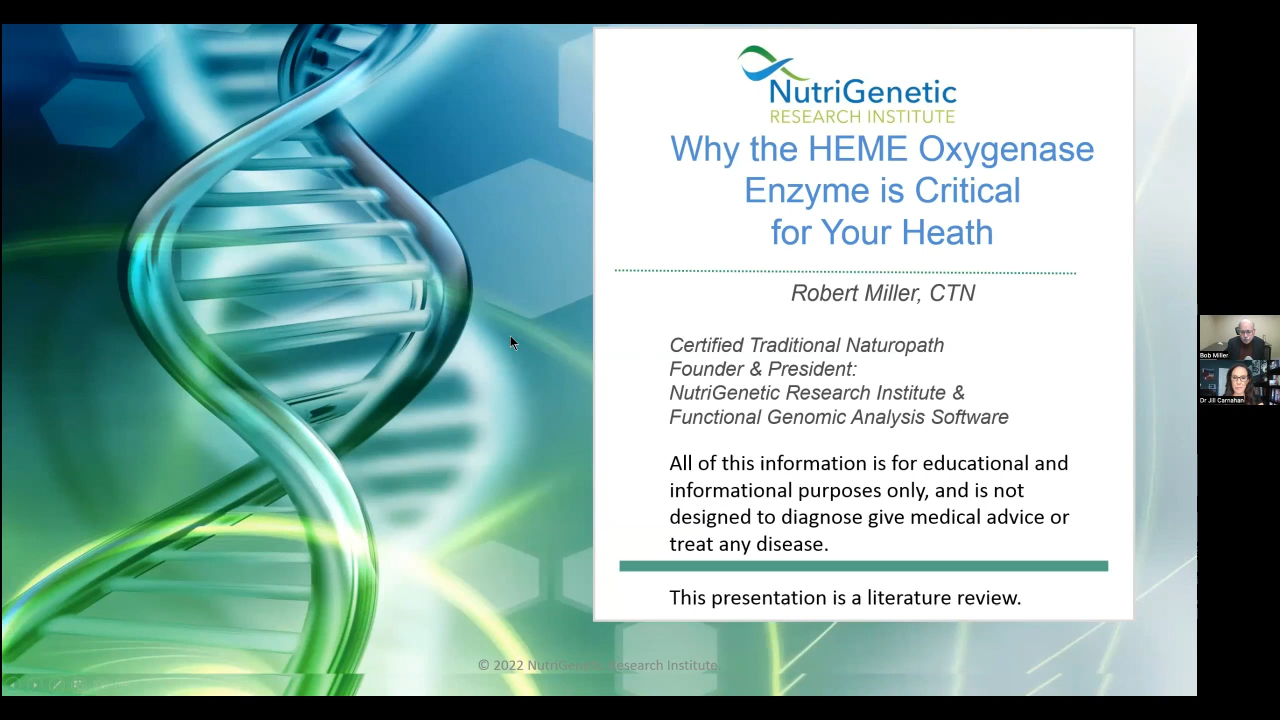 NutriGenetic
RESEARCH INSTITUTE
Why the HEME Oxygenase
Enzyme is Critical
for Your Heath
Robert Miller, CTN
Certified Traditional Naturopath
Founder & President:
NutriGenetic Research Institute &
Functional Genomic Analysis Software
All of this information is for educational and
informational purposes only, and is not
designed to diagnose give medical advice or
treat any disease.
This presentation is a literature review.
© 2022 NutriGenetic Research Institute
Bob Miller
Dr Jill Carnahan